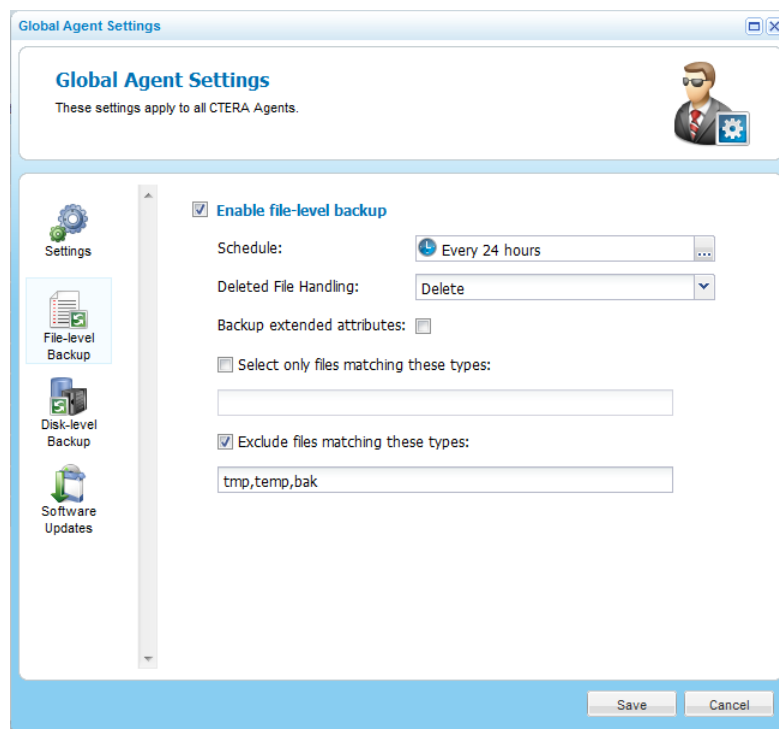 Global Agent Settings
Global Agent Settings
These settings apply to all CTERA Agents.
Settings
File-level
Backup
Disk-level
Backup
Software
Updates
Enable file-level backup
Schedule: Every 24 hours ...
Deleted File Handling: Delete
Backup extended attributes:
Select only files matching these types:
Exclude files matching these types:
tmp,temp,bak
Save Cancel